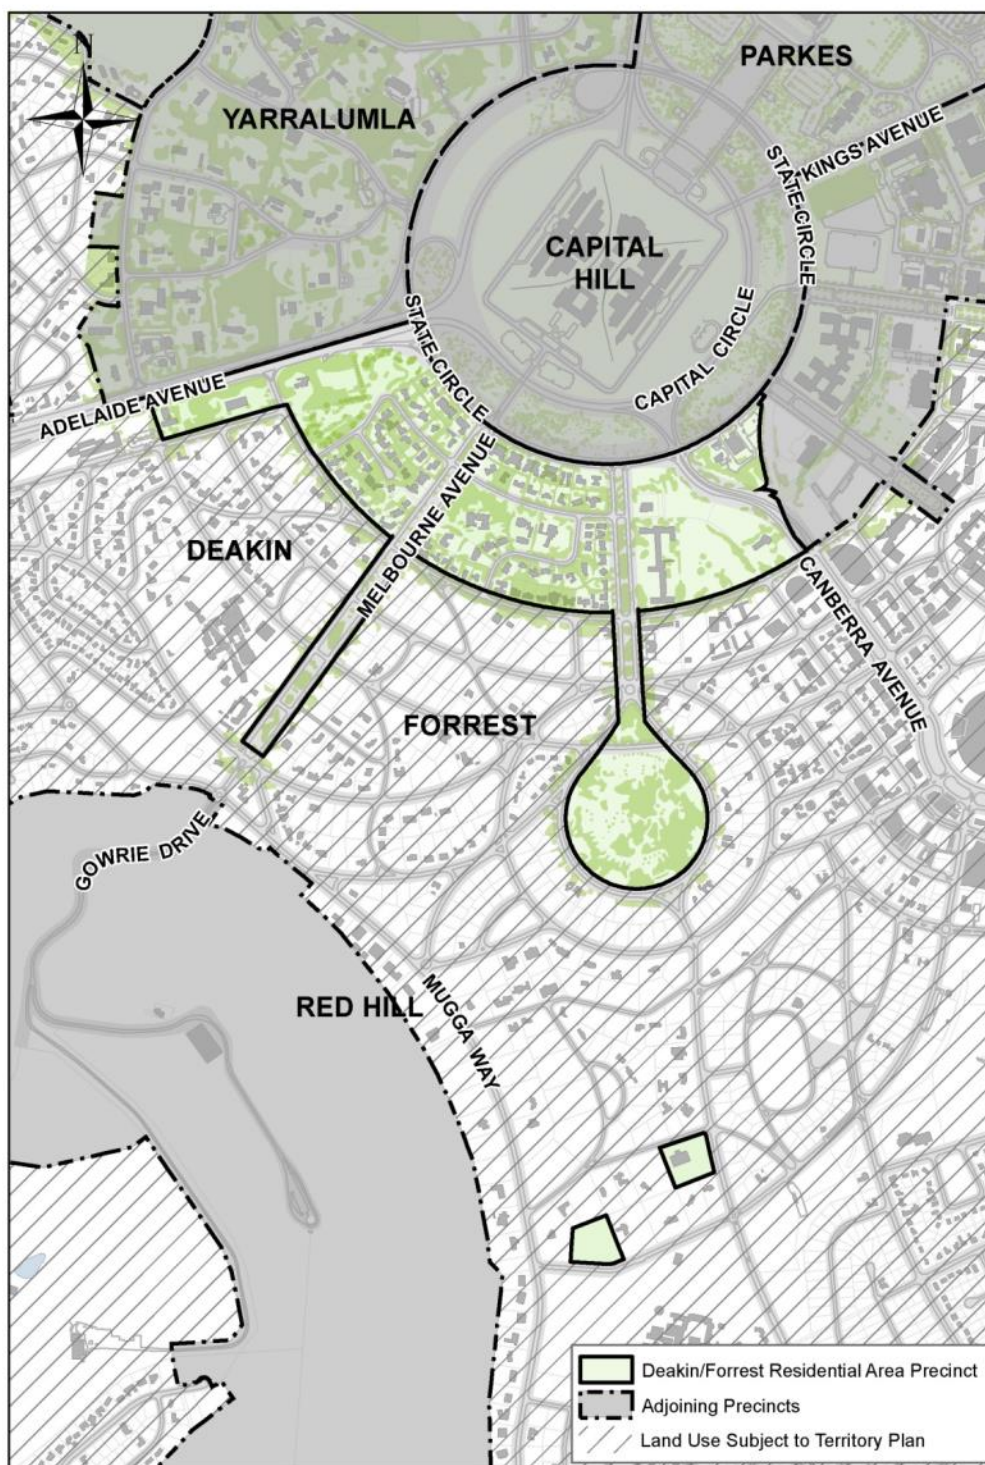 N
PARKES
YARRALUMLA
KINGS AVENUE
STATE CIRCLE
CAPITAL
HILL
STATE CIRCLE
CAPITAL CIRCLE
ADELAIDE AVENUE
MELBOURNE AVENUE
DEAKIN
CANBERRA AVENUE
FORREST
GOWRIE DRIVE
RED HILL
MUGGA WAY
Deakin/Forrest Residential Area Precinct
Adjoining Precincts
Land Use Subject to Territory Plan